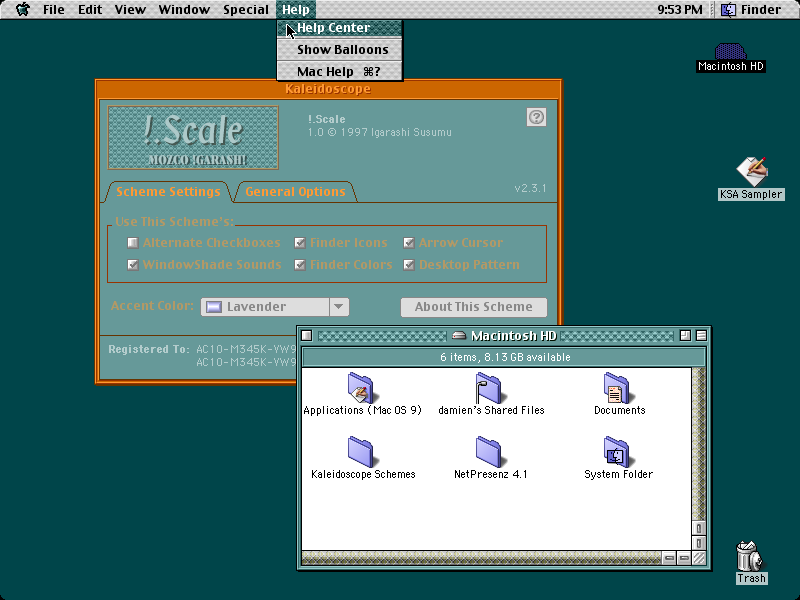 File Edit View Window Special Help 9:53 PM Finder
Help Center
Show Balloons
Mac Help ⌘?
Macintosh HD
Kaleidoscope
!.Scale
MOZCO !GARASH!
!.Scale
1.0 © 1997 Igarashi Susumu
?
KSA Sampler
Scheme Settings General Options v2.3.1
Use This Scheme's:
Alternate Checkboxes Finder Icons Arrow Cursor
WindowShade Sounds Finder Colors Desktop Pattern
Accent Color: Lavender About This Scheme
Registered To: AC10-M345K-VW9
AC10-M345K-VW9
Macintosh HD
6 items, 8.13 GB available
Applications (Mac OS 9) damien's Shared Files Documents
Kaleidoscope Schemes NetPresenz 4.1 System Folder
Trash